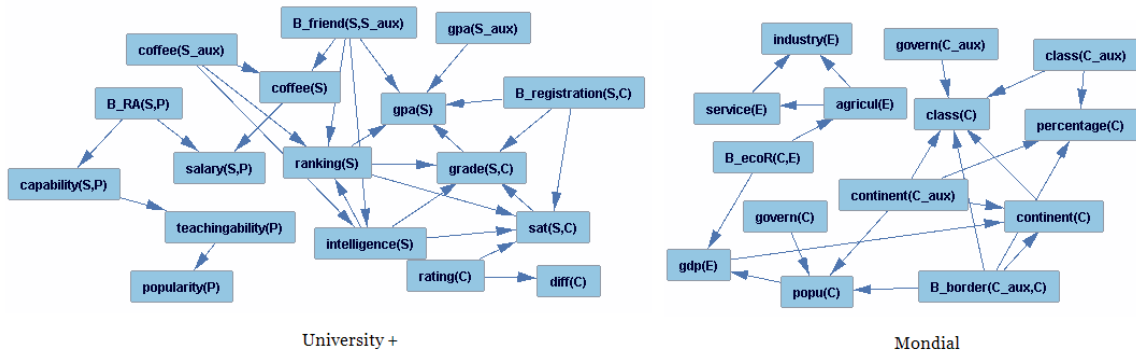 B_friend(S,S_aux)
gpa(S_aux)
coffee(S_aux)
coffee(S)
B_RA(S,P)
gpa(S)
B_registration(S,C)
salary(S,P)
ranking(S)
grade(S,C)
capability(S,P)
teachingability(P)
intelligence(S)
sat(S,C)
rating(C)
diff(C)
popularity(P)
University +
industry(E)
govern(C_aux)
class(C_aux)
service(E)
agricul(E)
class(C)
percentage(C)
B_ecoR(C,E)
continent(C_aux)
govern(C)
continent(C)
gdp(E)
popu(C)
B_border(C_aux,C)
Mondial